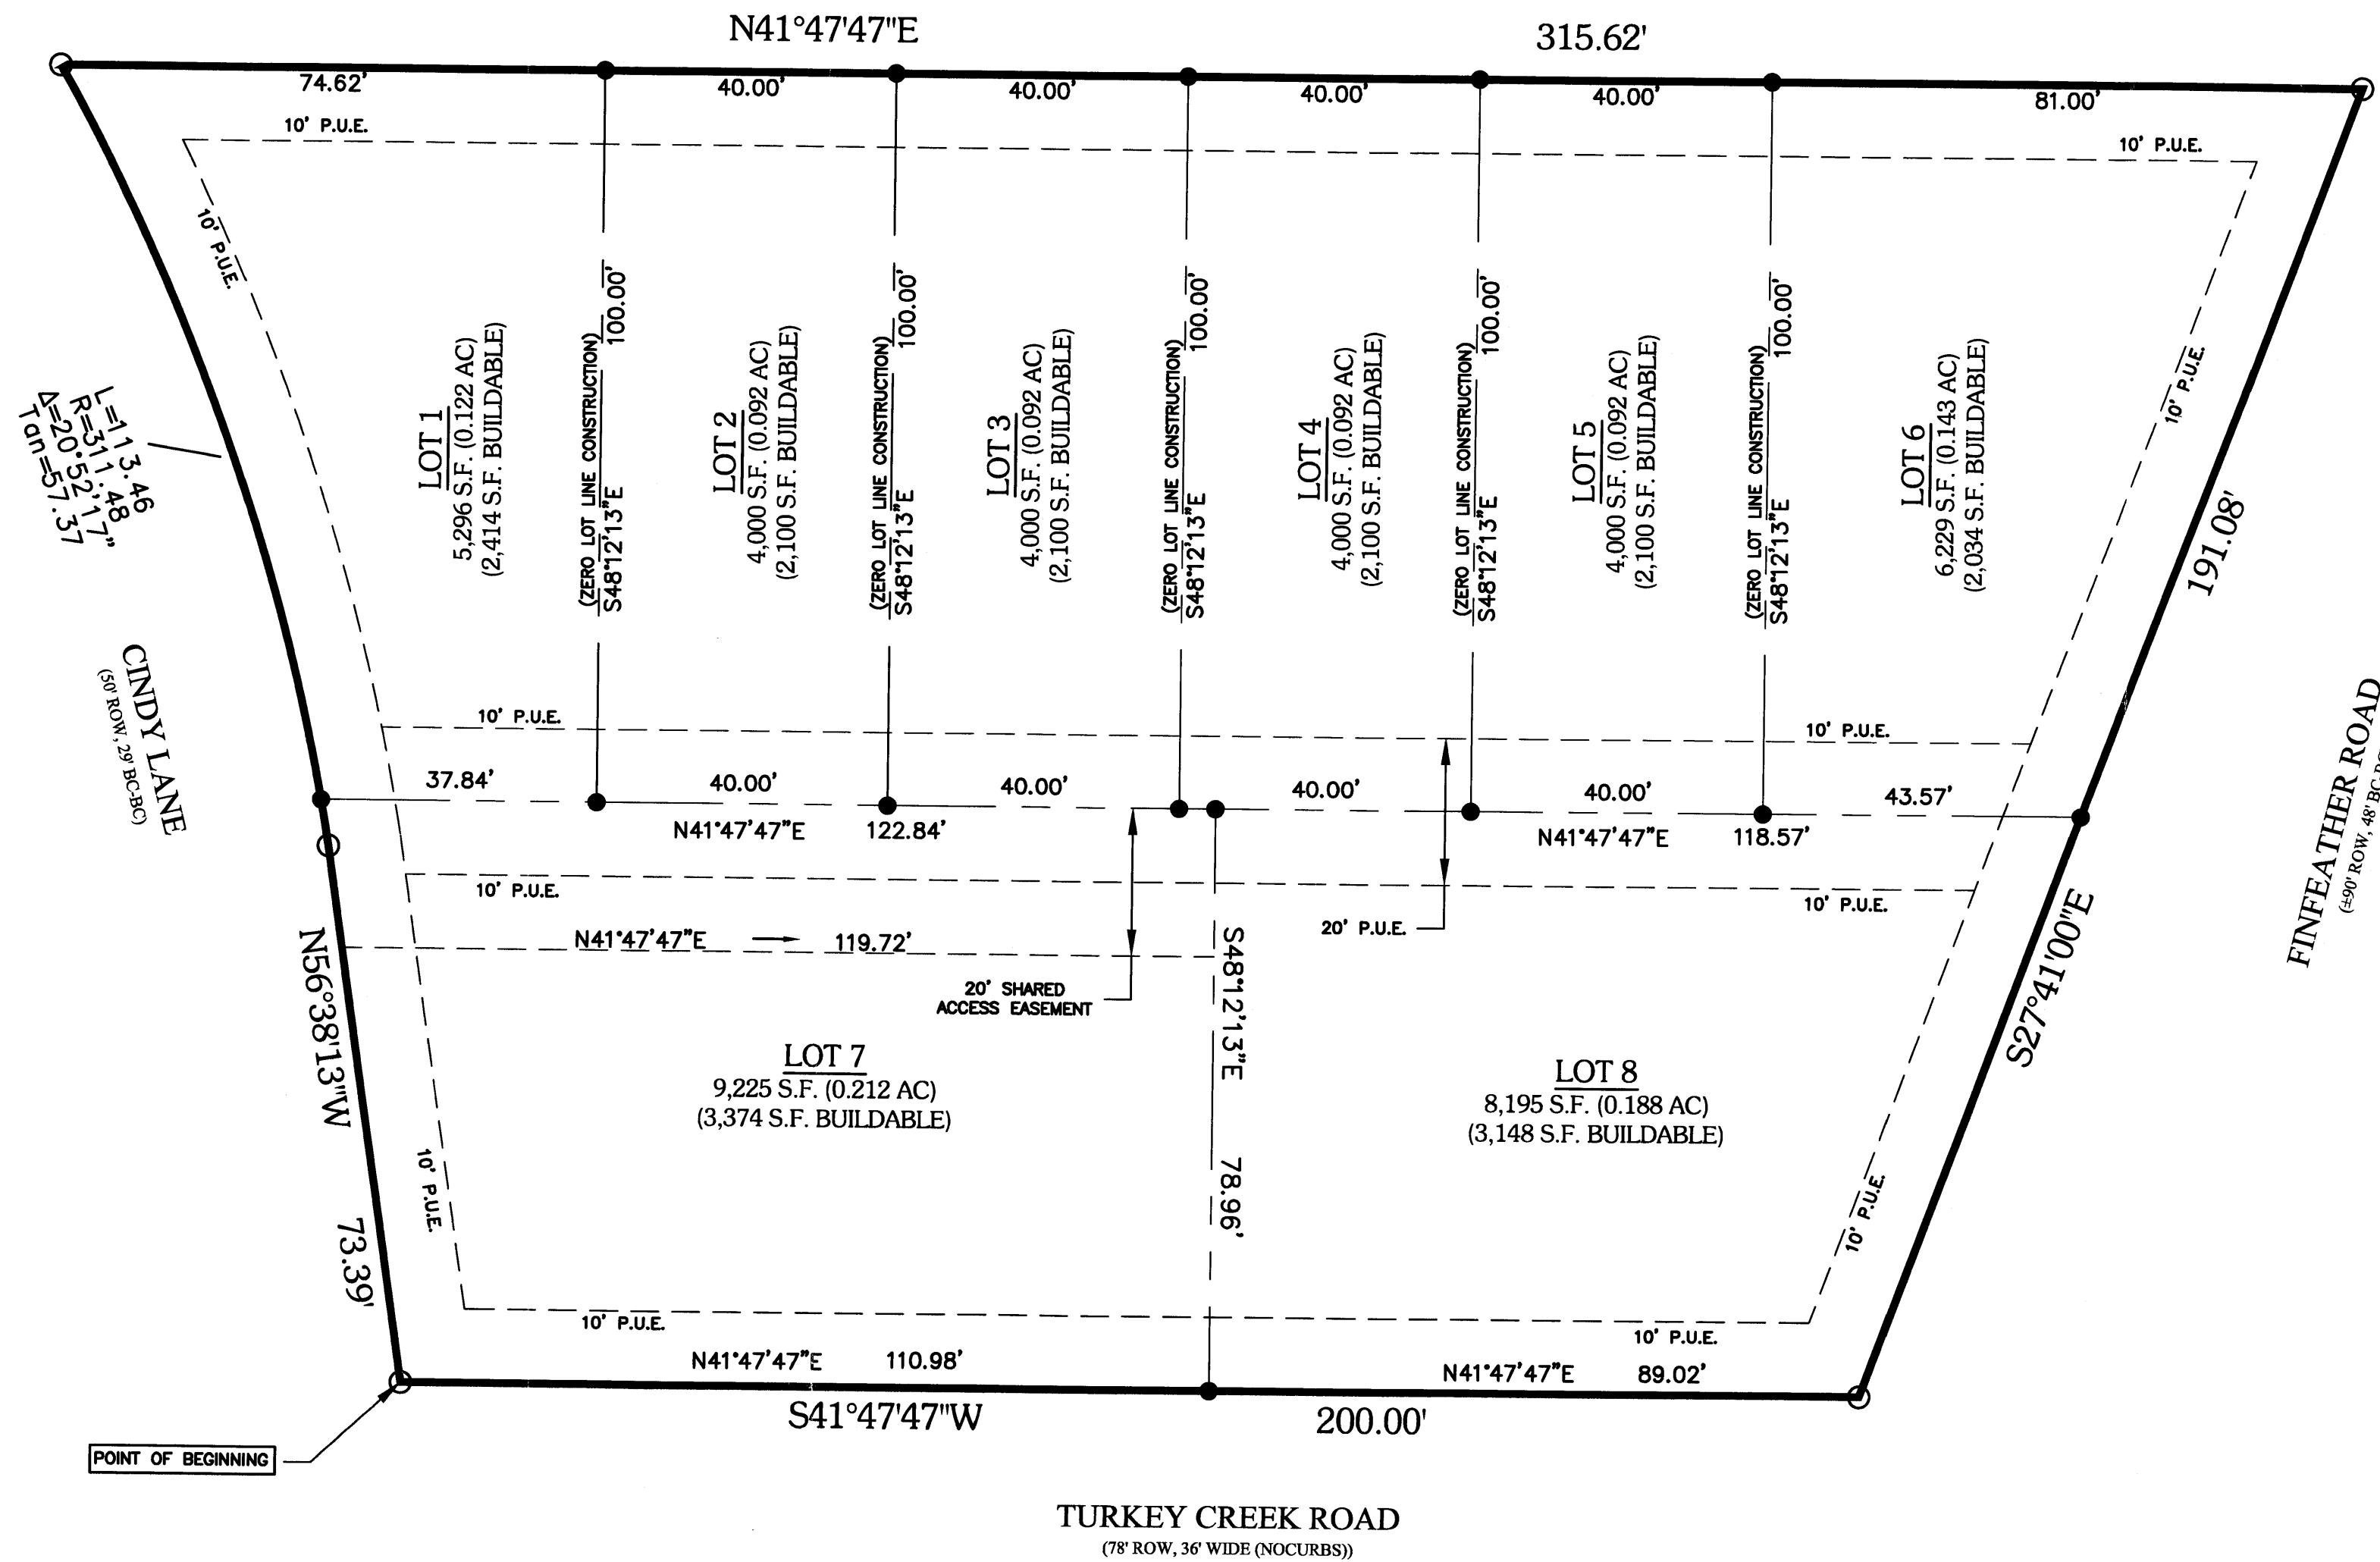 N41°47'47"E 315.62'
74.62' 40.00' 40.00' 40.00' 40.00' 81.00'
10' P.U.E. 10' P.U.E.
10' P.U.E.
L=113.46
R=311.48
Δ=20°52'17"
Tan=57.37
LOT 1
5,296 S.F. (0.122 AC)
(2,414 S.F. BUILDABLE)
(ZERO LOT LINE CONSTRUCTION)
S48°12'13"E 100.00'
LOT 2
4,000 S.F. (0.092 AC)
(2,100 S.F. BUILDABLE)
(ZERO LOT LINE CONSTRUCTION)
S48°12'13"E 100.00'
LOT 3
4,000 S.F. (0.092 AC)
(2,100 S.F. BUILDABLE)
(ZERO LOT LINE CONSTRUCTION)
S48°12'13"E 100.00'
LOT 4
4,000 S.F. (0.092 AC)
(2,100 S.F. BUILDABLE)
(ZERO LOT LINE CONSTRUCTION)
S48°12'13"E 100.00'
LOT 5
4,000 S.F. (0.092 AC)
(2,100 S.F. BUILDABLE)
(ZERO LOT LINE CONSTRUCTION)
S48°12'13"E 100.00'
LOT 6
6,229 S.F. (0.143 AC)
(2,034 S.F. BUILDABLE)
10' P.U.E.
191.08'
S27°41'00"E
CINDY LANE
(50' ROW, 29' BC-BC)
FINFEATHER ROAD
(±90' ROW, 48' BC
10' P.U.E. 10' P.U.E.
37.84' 40.00' 40.00' 40.00' 40.00' 43.57'
N41°47'47"E 122.84' N41°47'47"E 118.57'
10' P.U.E. 10' P.U.E.
20' P.U.E.
N41°47'47"E 119.72'
20' SHARED
ACCESS EASEMENT
N56°38'13"W 73.39'
S48°12'13"E 78.96'
LOT 7
9,225 S.F. (0.212 AC)
(3,374 S.F. BUILDABLE)
LOT 8
8,195 S.F. (0.188 AC)
(3,148 S.F. BUILDABLE)
10' P.U.E.
10' P.U.E.
10' P.U.E. 10' P.U.E.
N41°47'47"E 110.98' N41°47'47"E 89.02'
S41°47'47"W 200.00'
POINT OF BEGINNING
TURKEY CREEK ROAD
(78' ROW, 36' WIDE (NOCURBS))